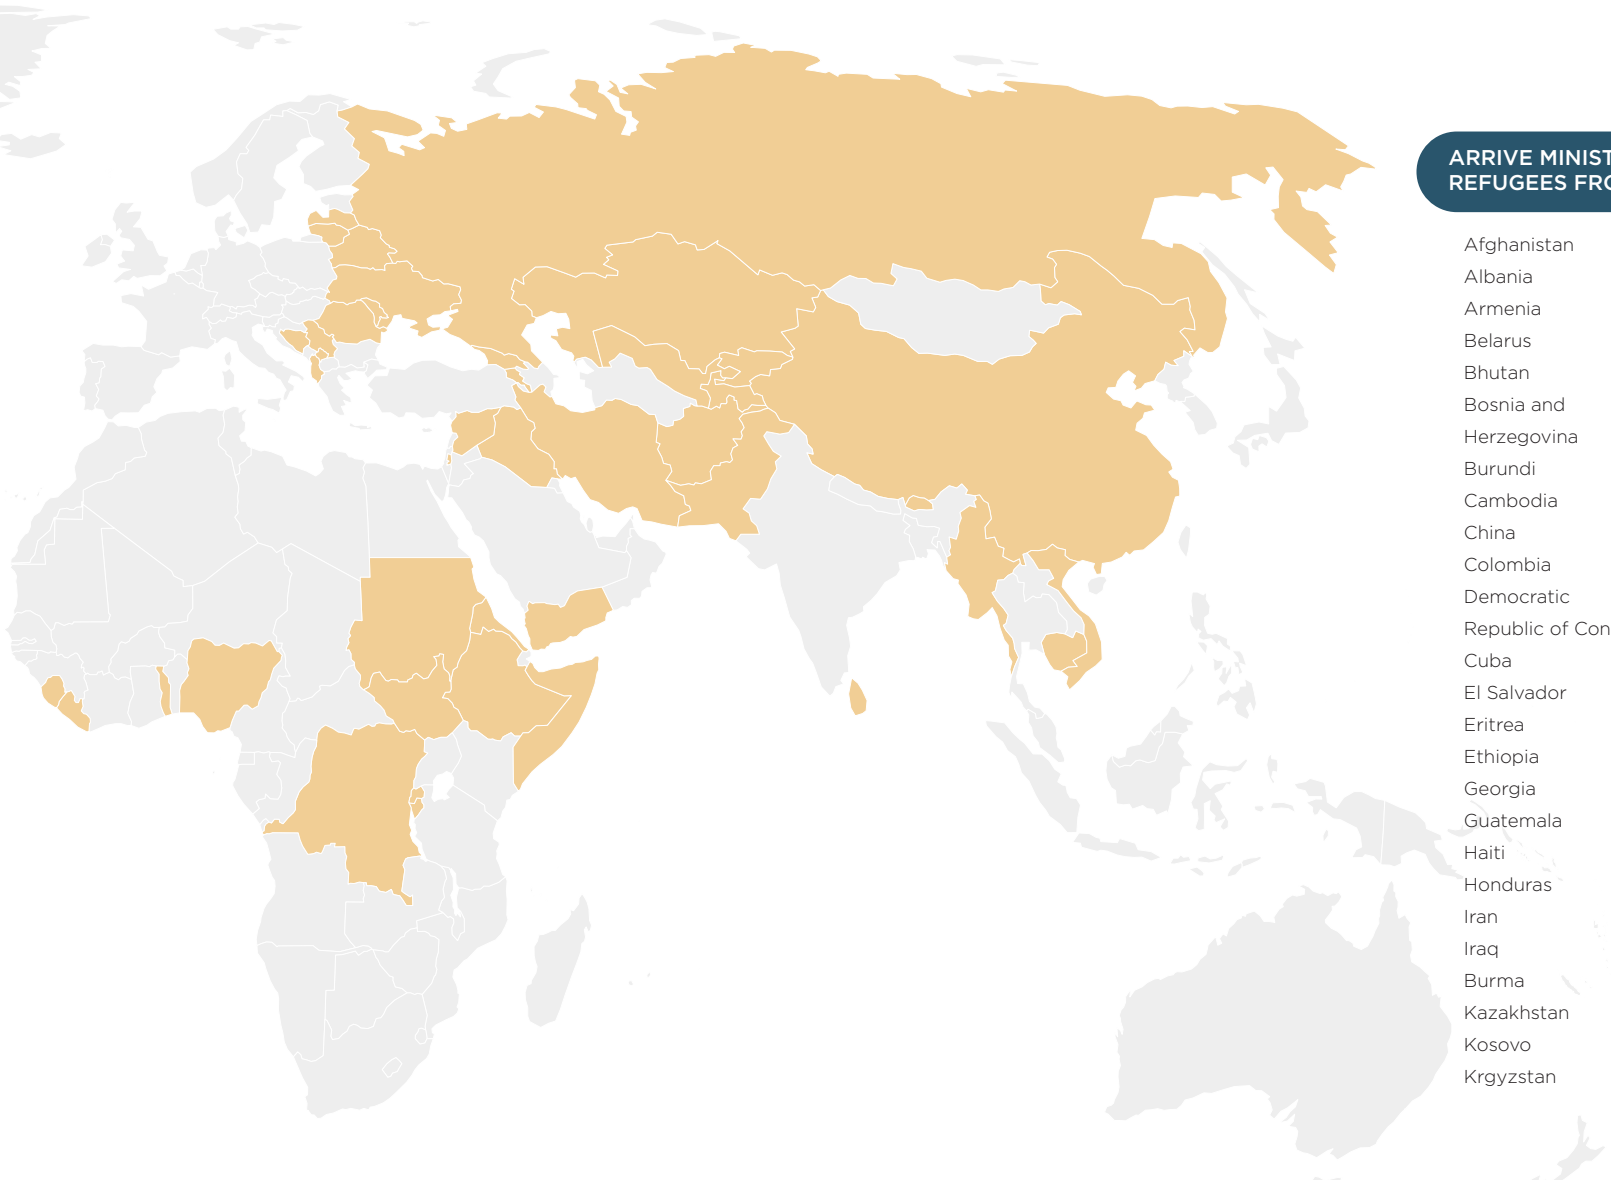 ARRIVE MINIST
REFUGEES FRO
Afghanistan
Albania
Armenia
Belarus
Bhutan
Bosnia and
Herzegovina
Burundi
Cambodia
China
Colombia
Democratic
Republic of Con
Cuba
El Salvador
Eritrea
Ethiopia
Georgia
Guatemala
Haiti
Honduras
Iran
Iraq
Burma
Kazakhstan
Kosovo
Krgyzstan